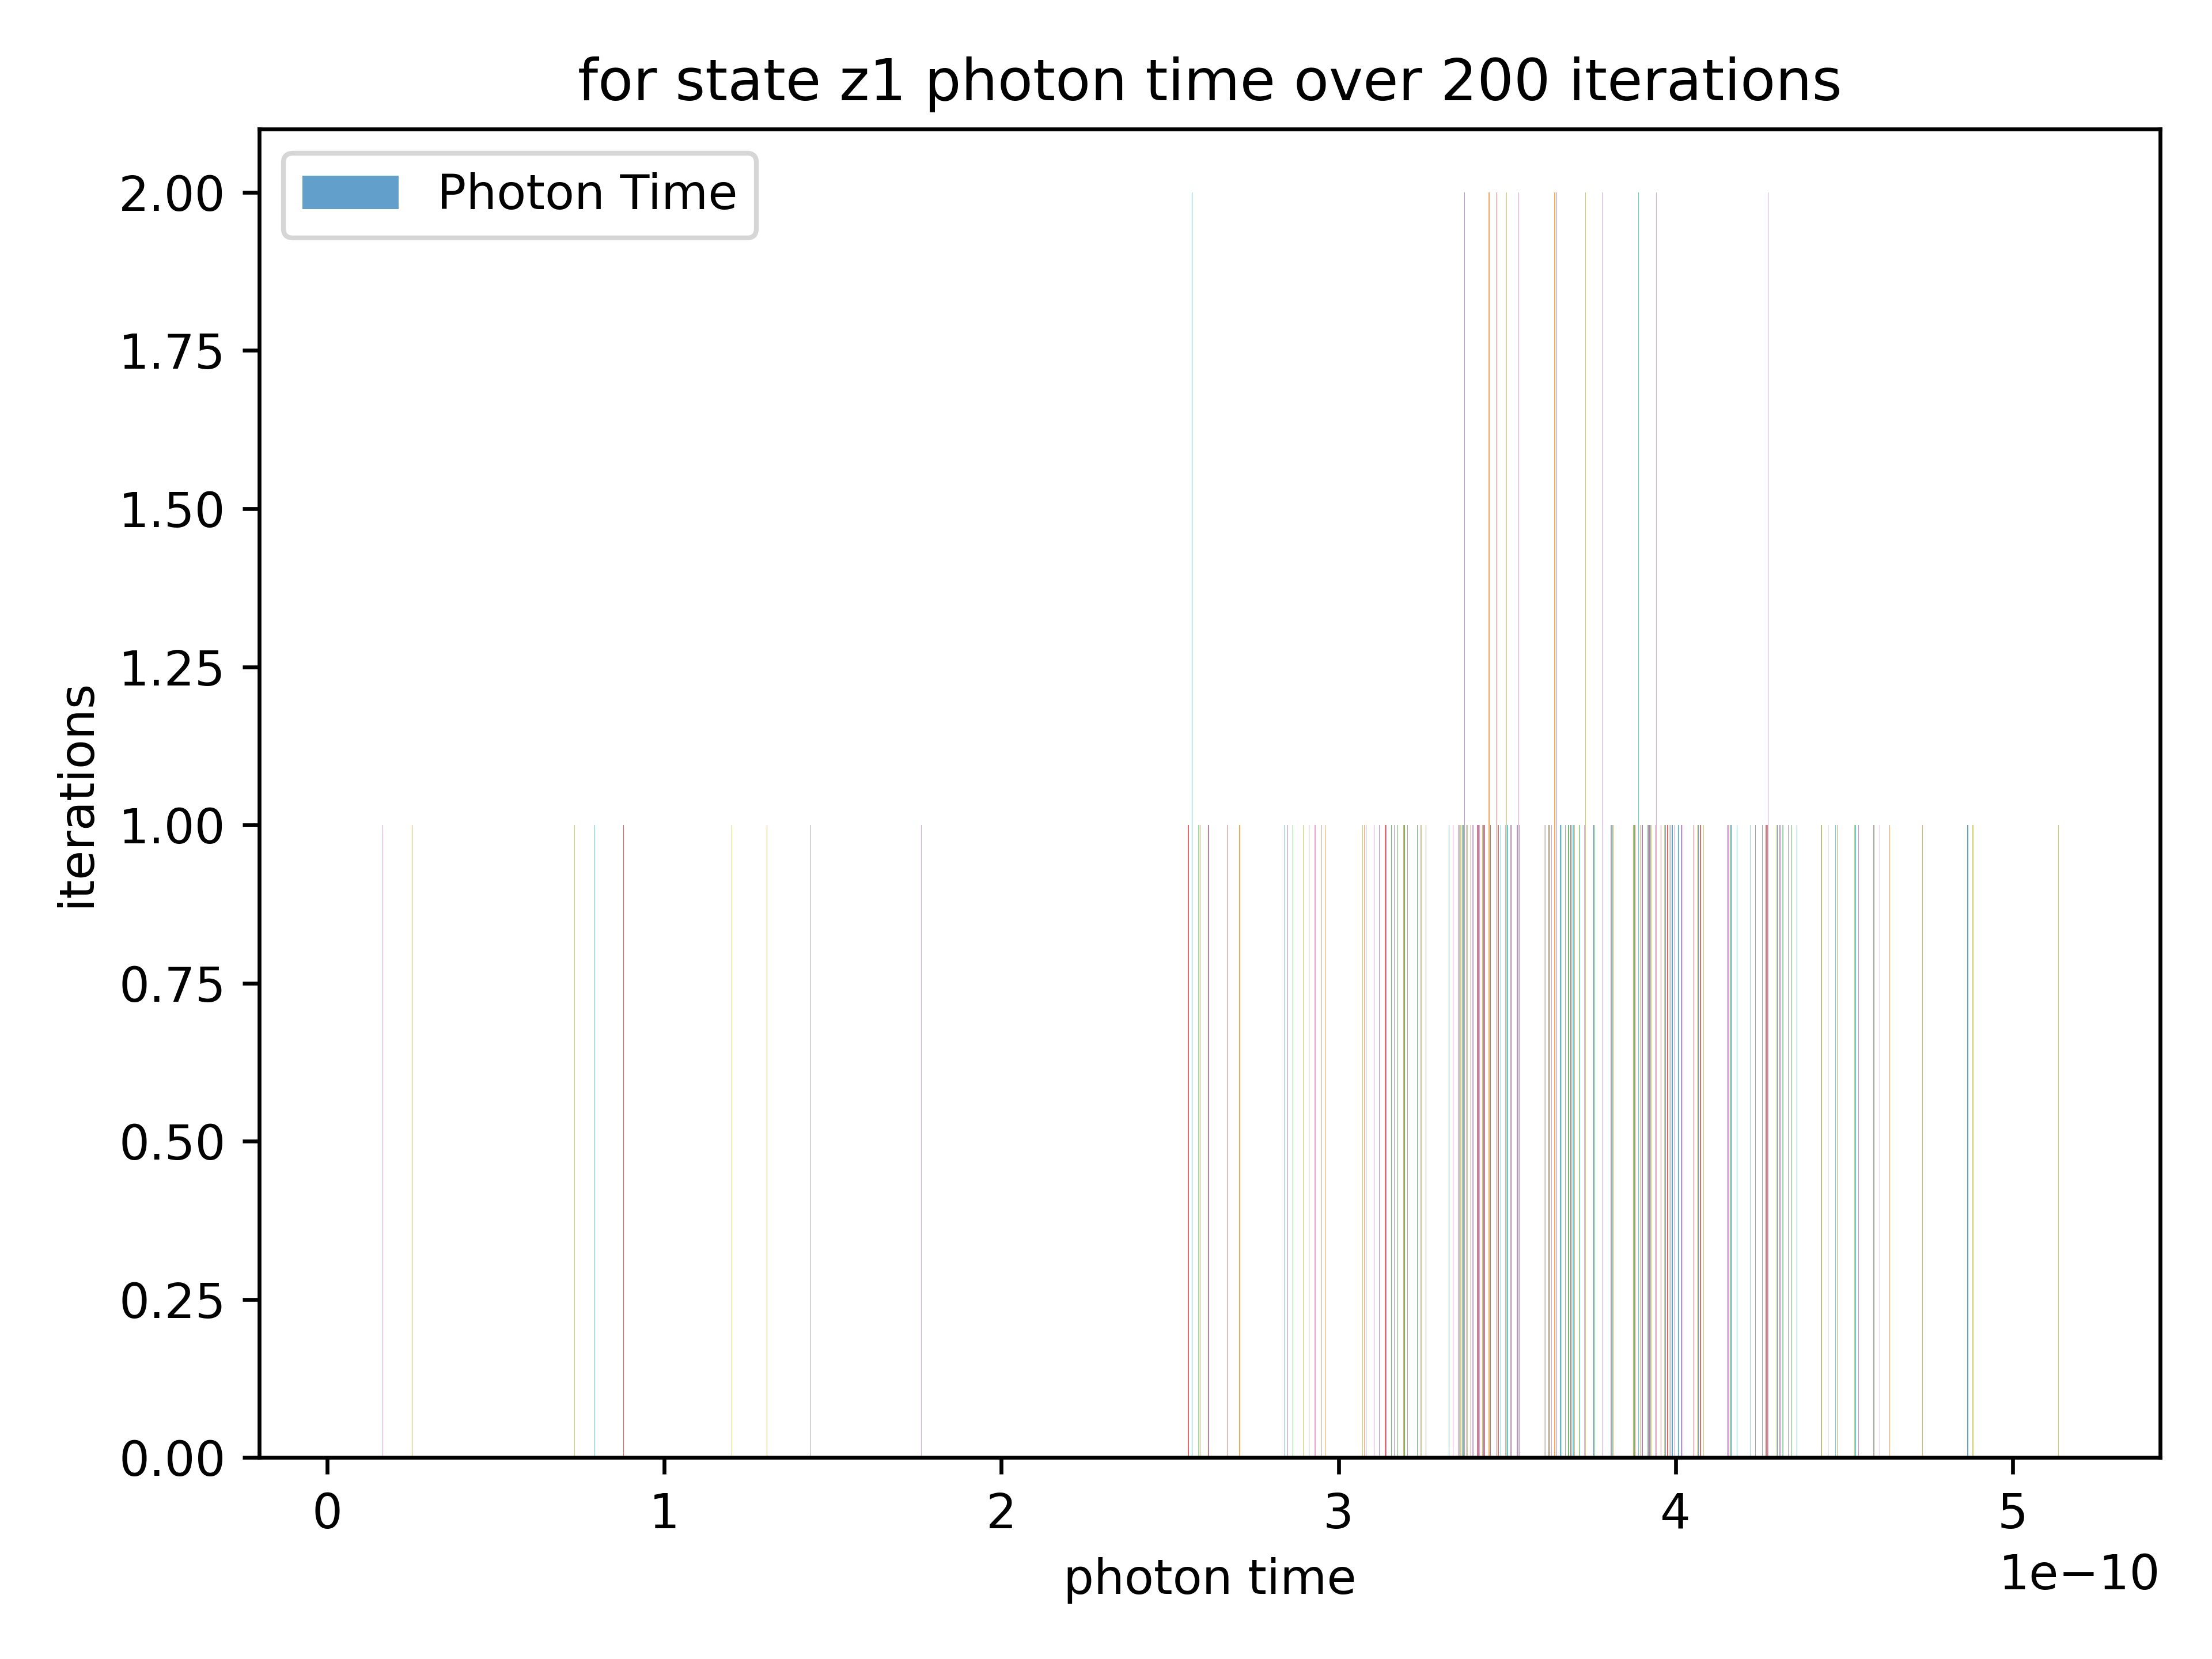 for state z1 photon time over 200 iterations
Photon Time
2.00
1.75
1.50
1.25
1.00
0.75
0.50
0.25
0.00
iterations
0 1 2 3 4 5
1e−10
photon time